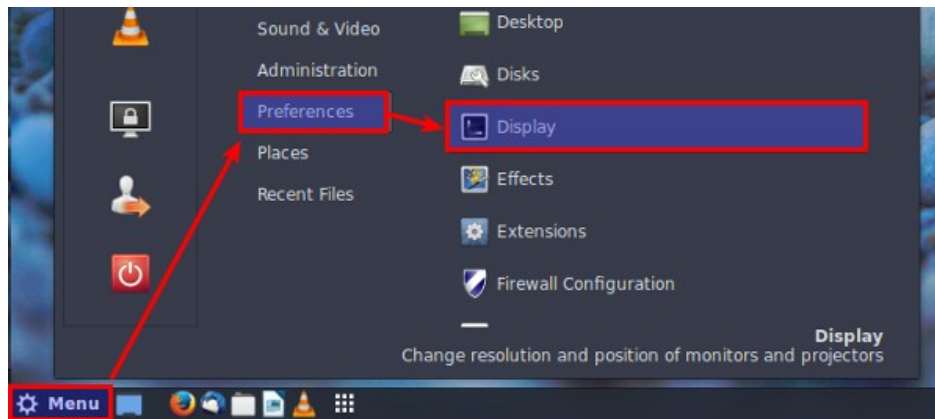 Sound & Video
Administration
Preferences
Places
Recent Files
Desktop
Disks
Display
Effects
Extensions
Firewall Configuration
Display
Change resolution and position of monitors and projectors
Menu